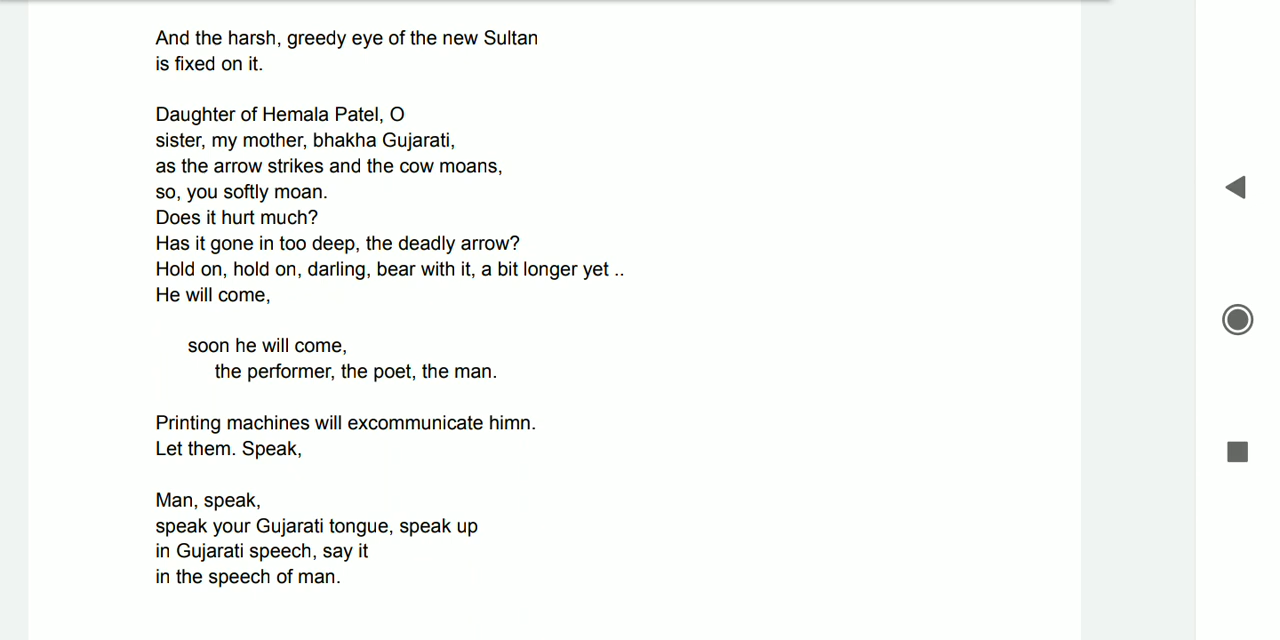 And the harsh, greedy eye of the new Sultan
is fixed on it.
Daughter of Hemala Patel, O
sister, my mother, bhakha Gujarati,
as the arrow strikes and the cow moans,
so, you softly moan.
Does it hurt much?
Has it gone in too deep, the deadly arrow?
Hold on, hold on, darling, bear with it, a bit longer yet ..
He will come,
soon he will come,
the performer, the poet, the man.
Printing machines will excommunicate himn.
Let them. Speak,
Man, speak,
speak your Gujarati tongue, speak up
in Gujarati speech, say it
in the speech of man.